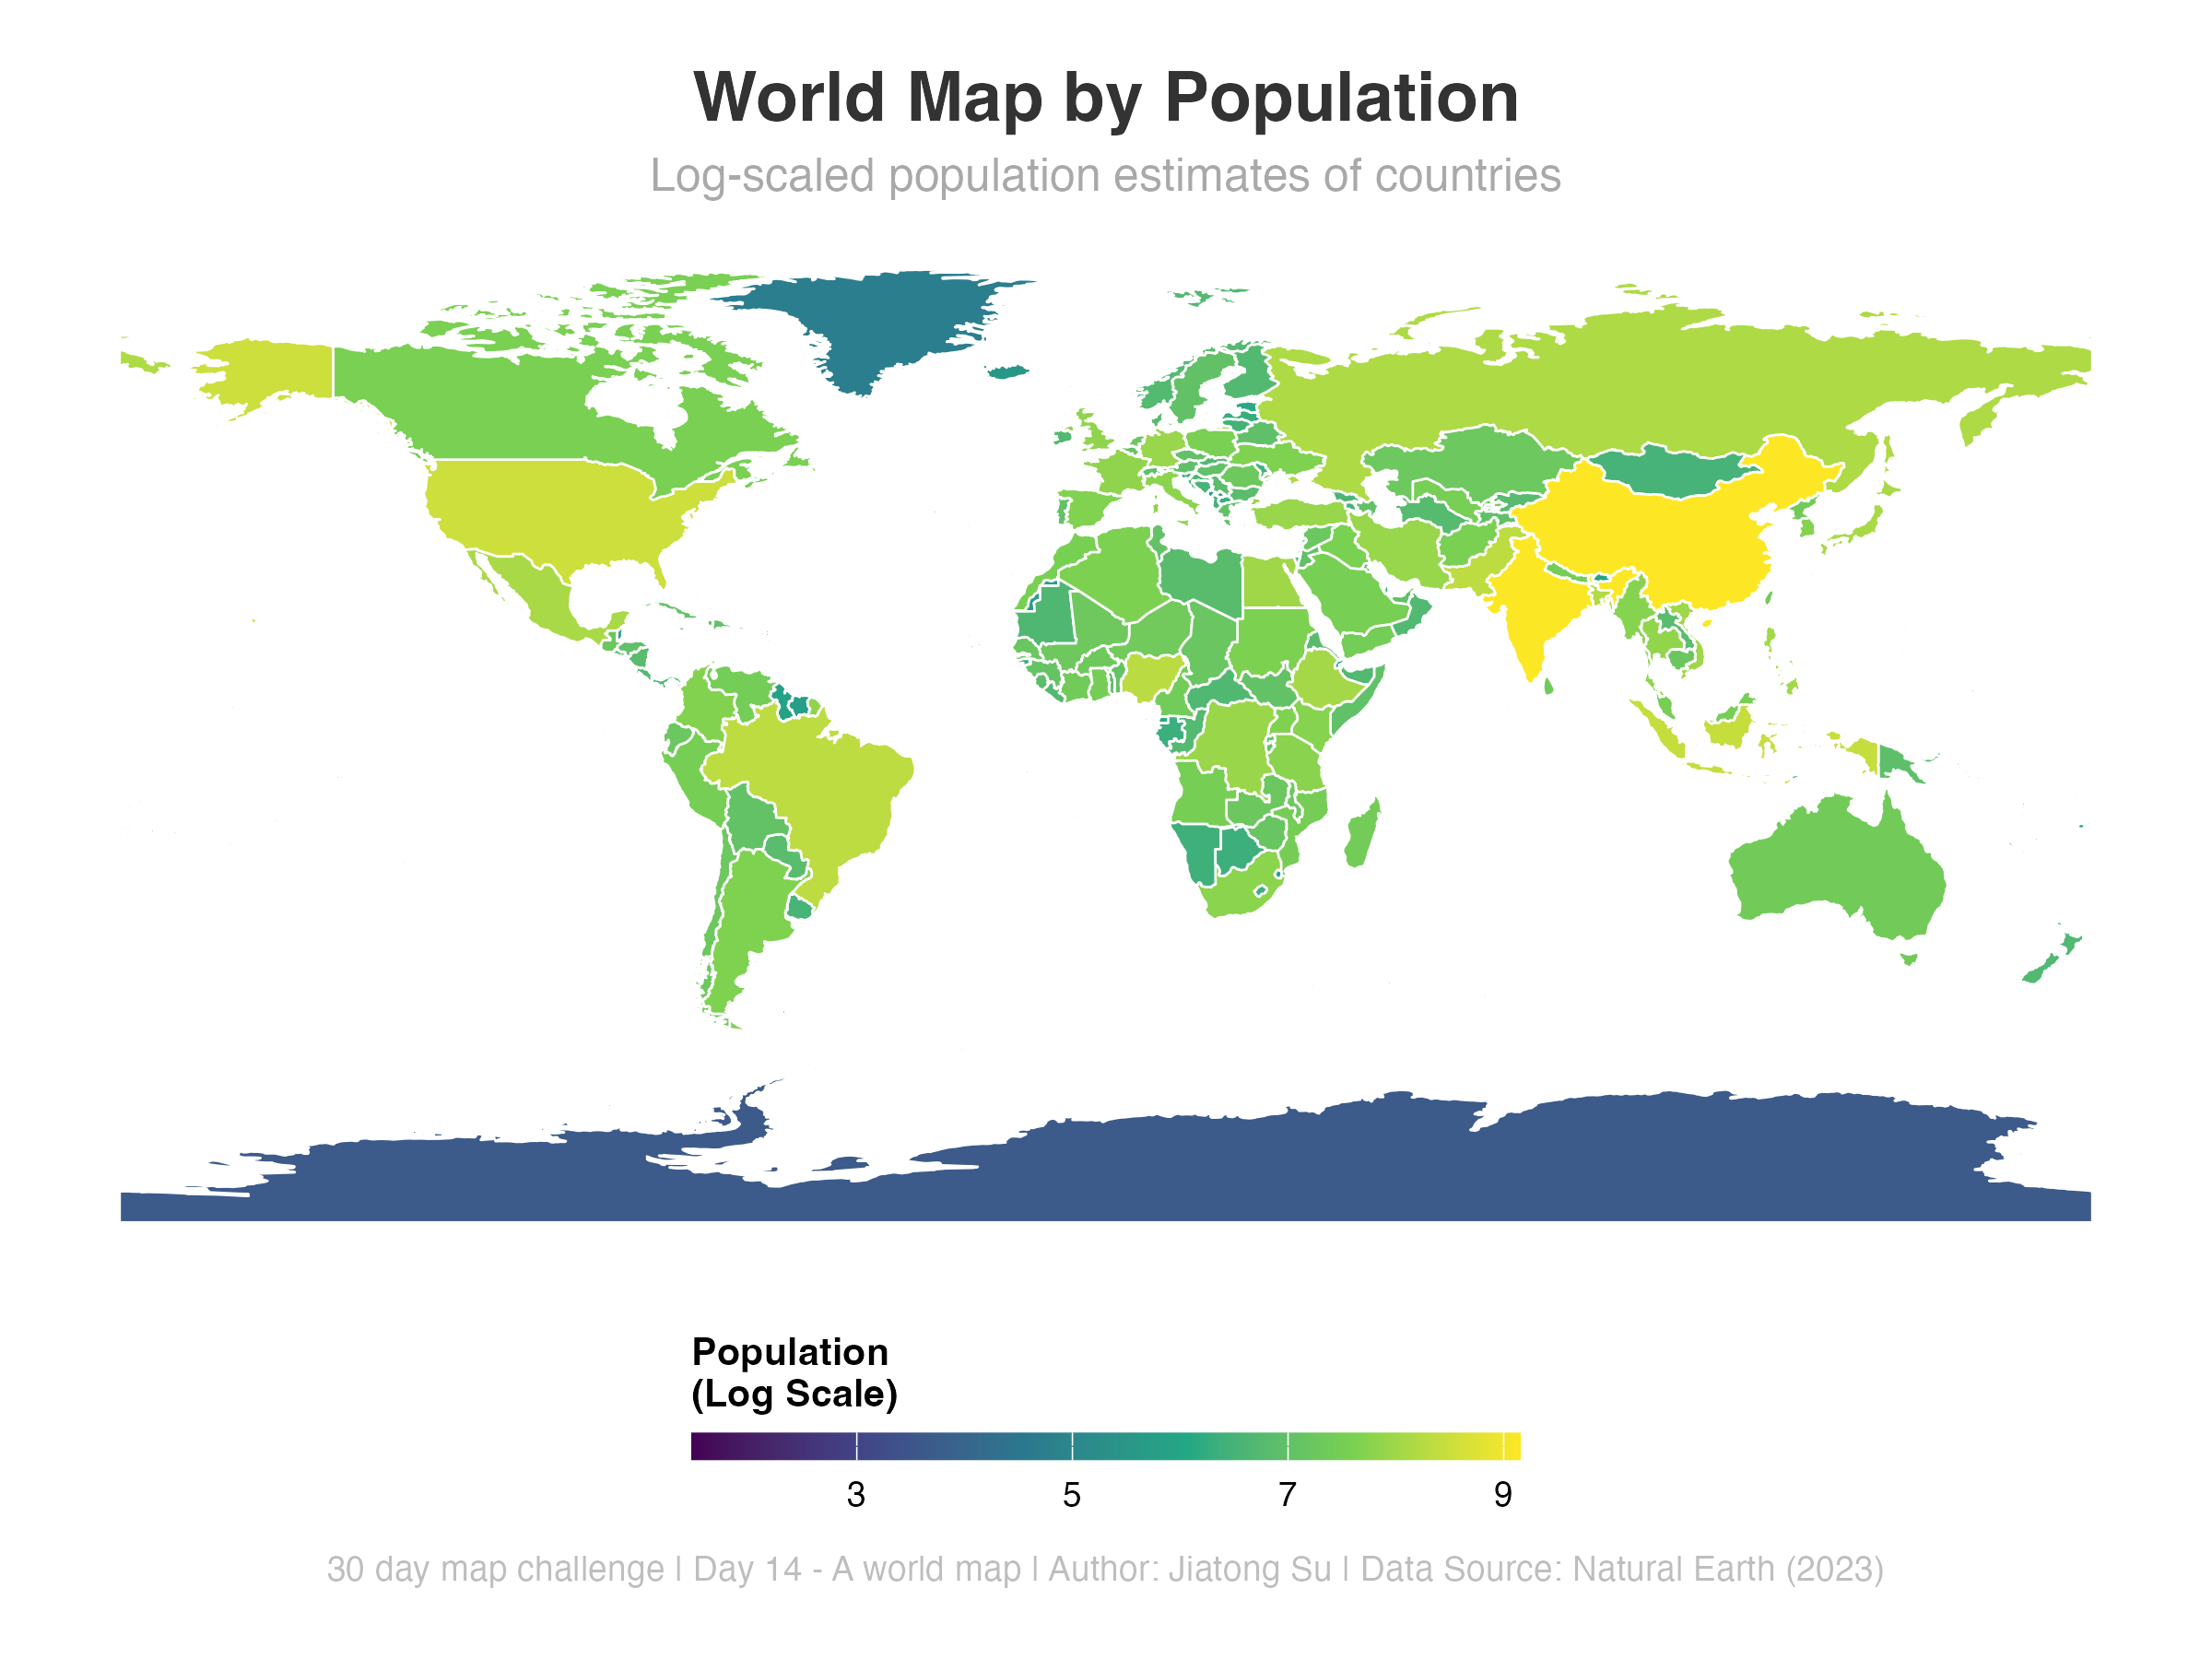 World Map by Population
Log-scaled population estimates of countries
Population
(Log Scale)
3 5 7 9
30 day map challenge | Day 14 - A world map | Author: Jiatong Su | Data Source: Natural Earth (2023)